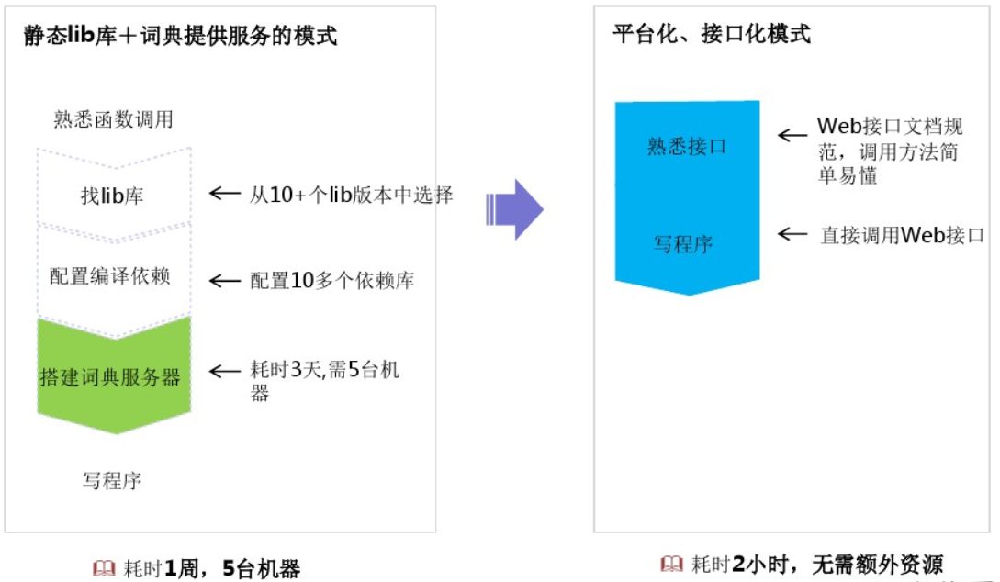 静态lib库＋词典提供服务的模式
熟悉函数调用
找lib库
从10+个lib版本中选择
配置编译依赖
配置10多个依赖库
搭建词典服务器
耗时3天,需5台机
器
写程序
耗时1周，5台机器
平台化、接口化模式
熟悉接口
Web接口文档规
范，调用方法简
单易懂
写程序
直接调用Web接口
耗时2小时，无需额外资源